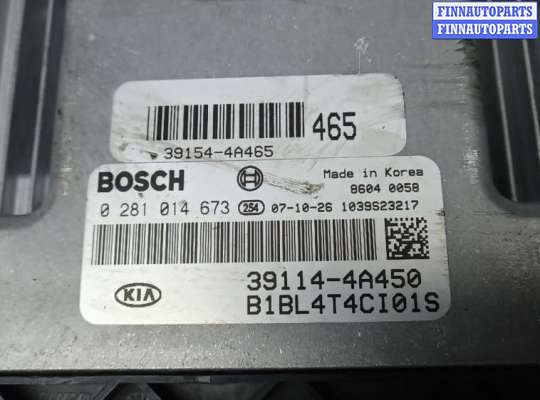 FINNAUTOPARTS
FINNAUTOPARTS
465
39154-4A465
BOSCH
Made in Korea
8604 0058
0 281 014 673 254 07-10-26 1039S23217
39114-4A450
KIA
B1BL4T4CI01S